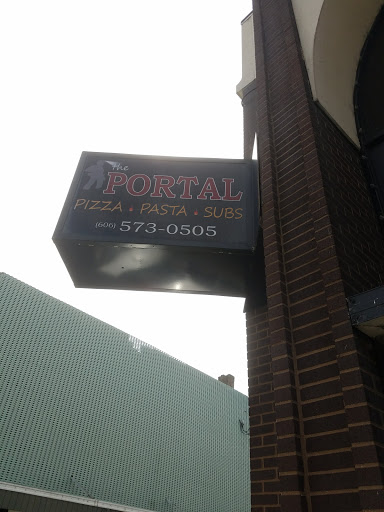 The
PORTAL
PIZZA • PASTA • SUBS
(606) 573-0505